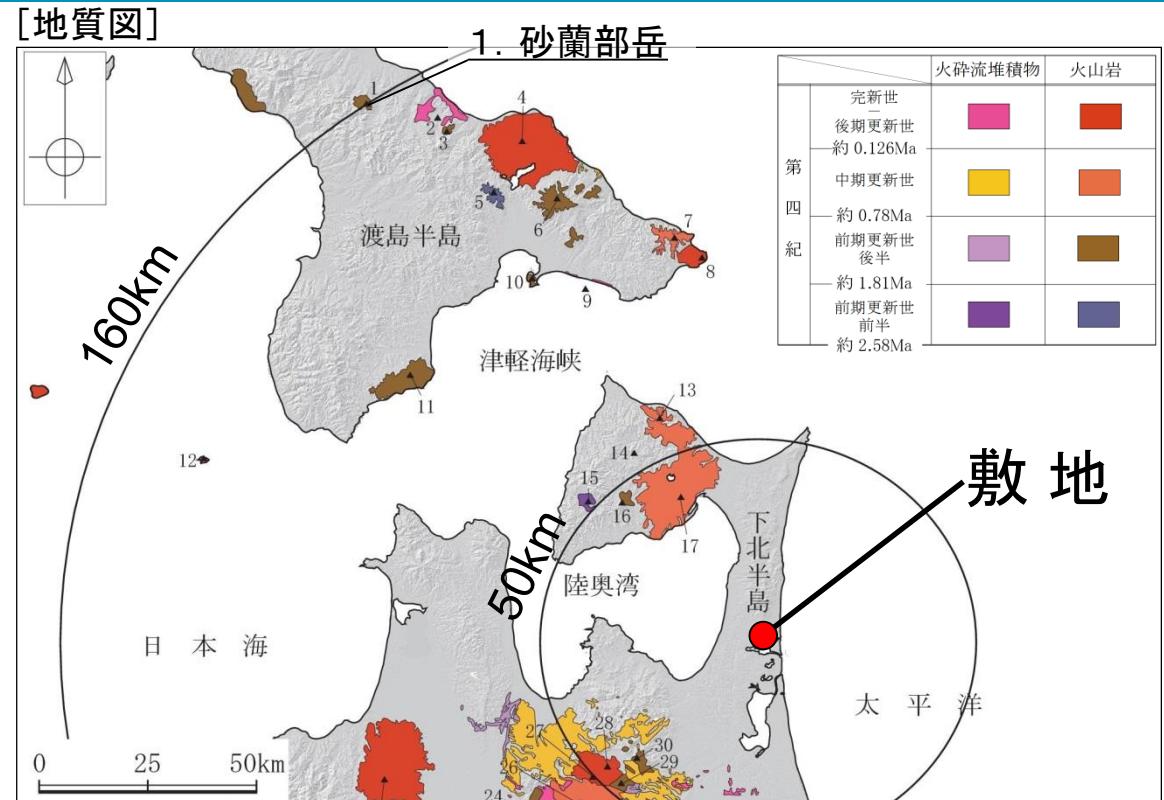 [地質図]
1. 砂蘭部岳
火砕流堆積物 火山岩
第四紀
完新世
―
後期更新世
約 0.126Ma
中期更新世
約 0.78Ma
前期更新世
後半
約 1.81Ma
前期更新世
前半
約 2.58Ma
1
2
3
4
5
6
7
8
9
10
11
12
13
14
15
16
17
渡島半島
160km
津軽海峡
敷 地
下北半島
50km
陸奥湾
日 本 海
太 平 洋
27
28
30
29
26
24
0 25 50km